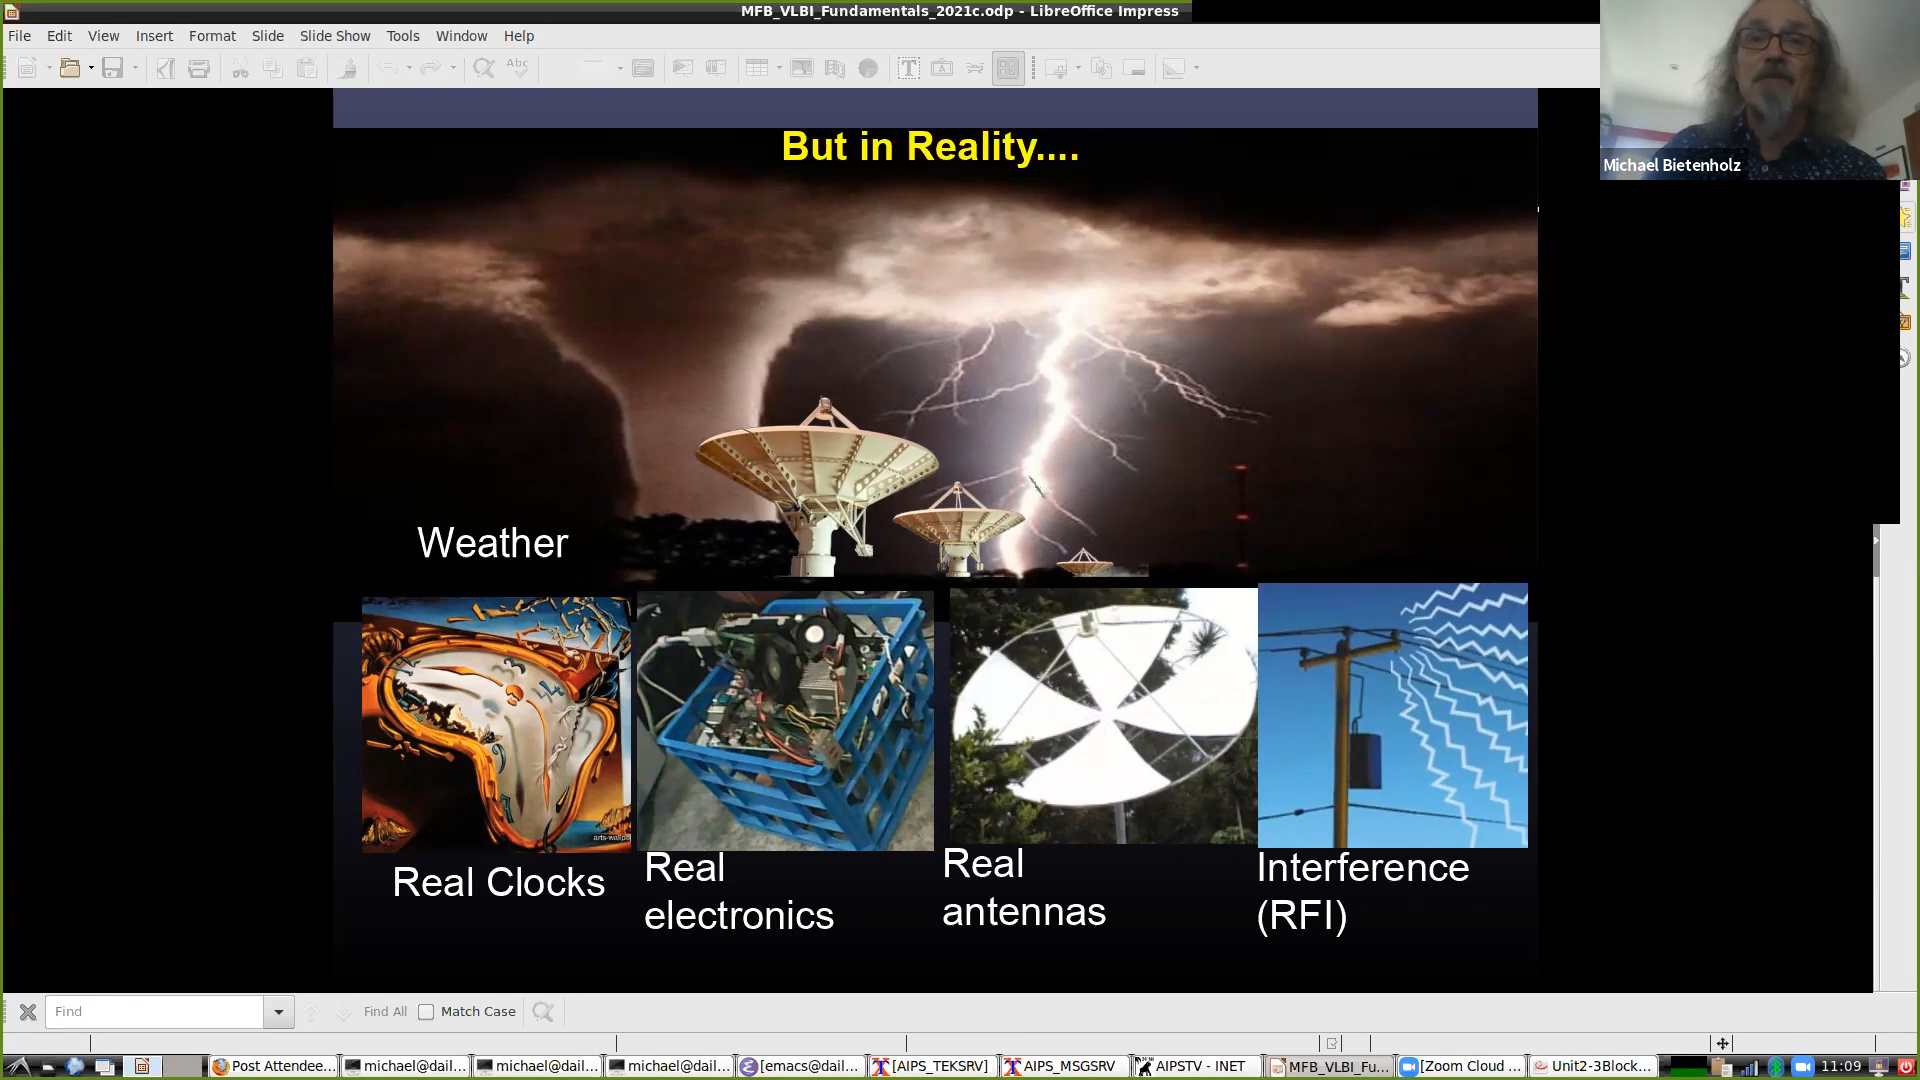 MFB_VLBI_Fundamentals_2021c.odp - LibreOffice Impress
File Edit View Insert Format Slide Slide Show Tools Window Help
Abc
Michael Bietenholz
But in Reality....
Weather
Real Clocks
Real
electronics
Real
antennas
Interference
(RFI)
Find
Find All
Match Case
Post Attendee...
michael@dail...
michael@dail...
michael@dail...
[emacs@dail...
[AIPS_TEKSRV]
AIPS_MSGSRV
AIPSTV - INET
MFB_VLBI_Fu...
[Zoom Cloud ...
Unit2-3Block...
11:09